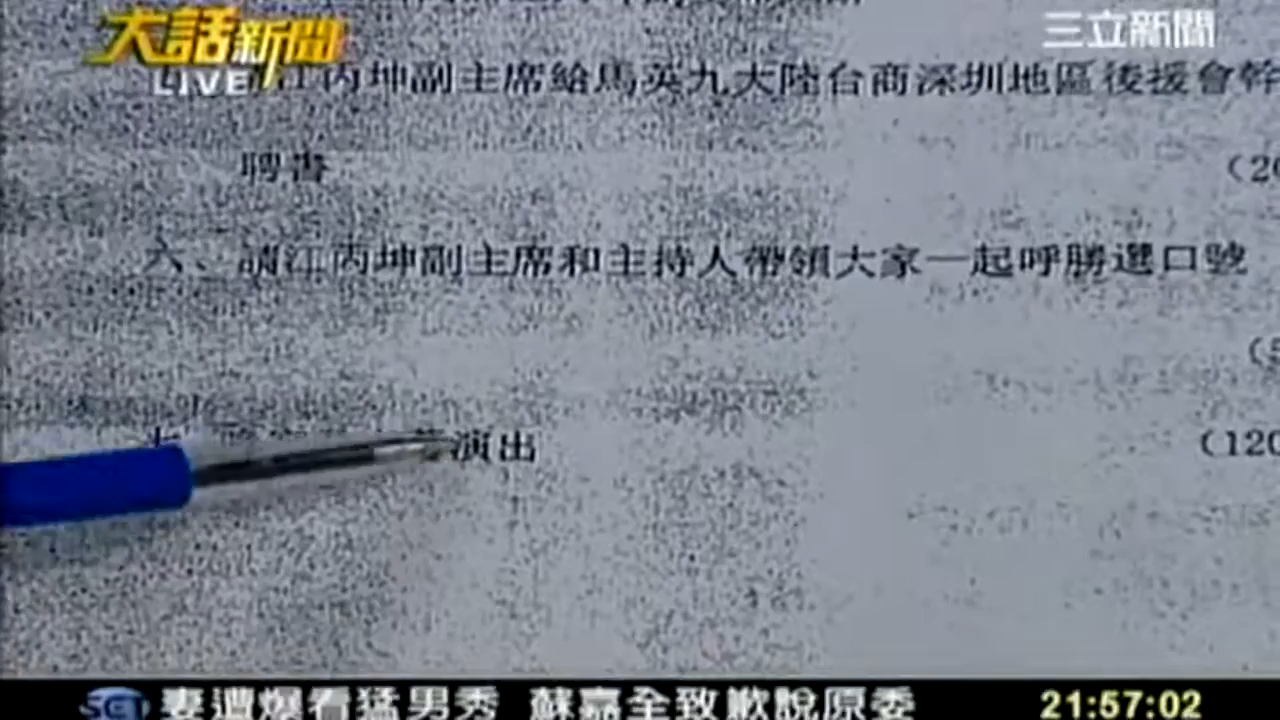 大話新聞
LIVE
三立新聞
江丙坤副主席給馬英九大陸台商深圳地區後援會幹
聘書
(20
六、請江丙坤副主席和主持人帶領大家一起呼勝選口號
(5
演出
(120
SET 妻遭爆看猛男秀 蘇嘉全致歉說原委
21:57:02